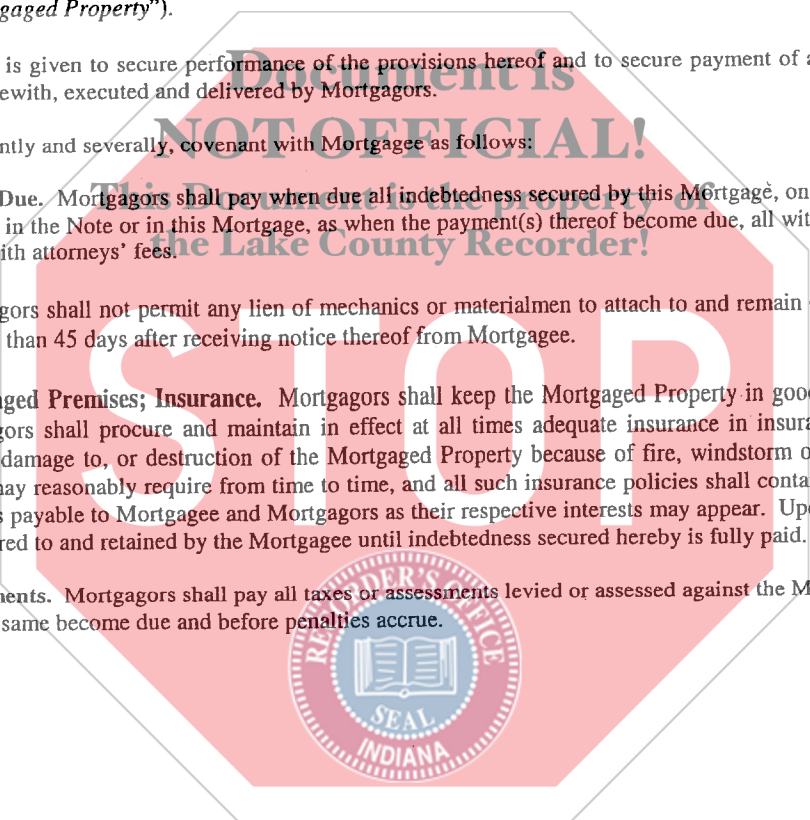 gaged Property”).
is given to secure performance of the provisions hereof and to secure payment of a
ewith, executed and delivered by Mortgagors.
ntly and severally, covenant with Mortgagee as follows:
Due. Mortgagors shall pay when due all indebtedness secured by this Mortgage, on
in the Note or in this Mortgage, as when the payment(s) thereof become due, all wit
ith attorneys’ fees.
gors shall not permit any lien of mechanics or materialmen to attach to and remain
than 45 days after receiving notice thereof from Mortgagee.
ged Premises; Insurance. Mortgagors shall keep the Mortgaged Property in good
gors shall procure and maintain in effect at all times adequate insurance in insura
damage to, or destruction of the Mortgaged Property because of fire, windstorm o
may reasonably require from time to time, and all such insurance policies shall conta
s payable to Mortgagee and Mortgagors as their respective interests may appear. Upo
red to and retained by the Mortgagee until indebtedness secured hereby is fully paid.
nents. Mortgagors shall pay all taxes or assessments levied or assessed against the M
same become due and before penalties accrue.
Document is
NOT OFFICIAL!
This Document is the property of
the Lake County Recorder!
STOP
RECORDER'S OFFICE
SEAL
INDIANA